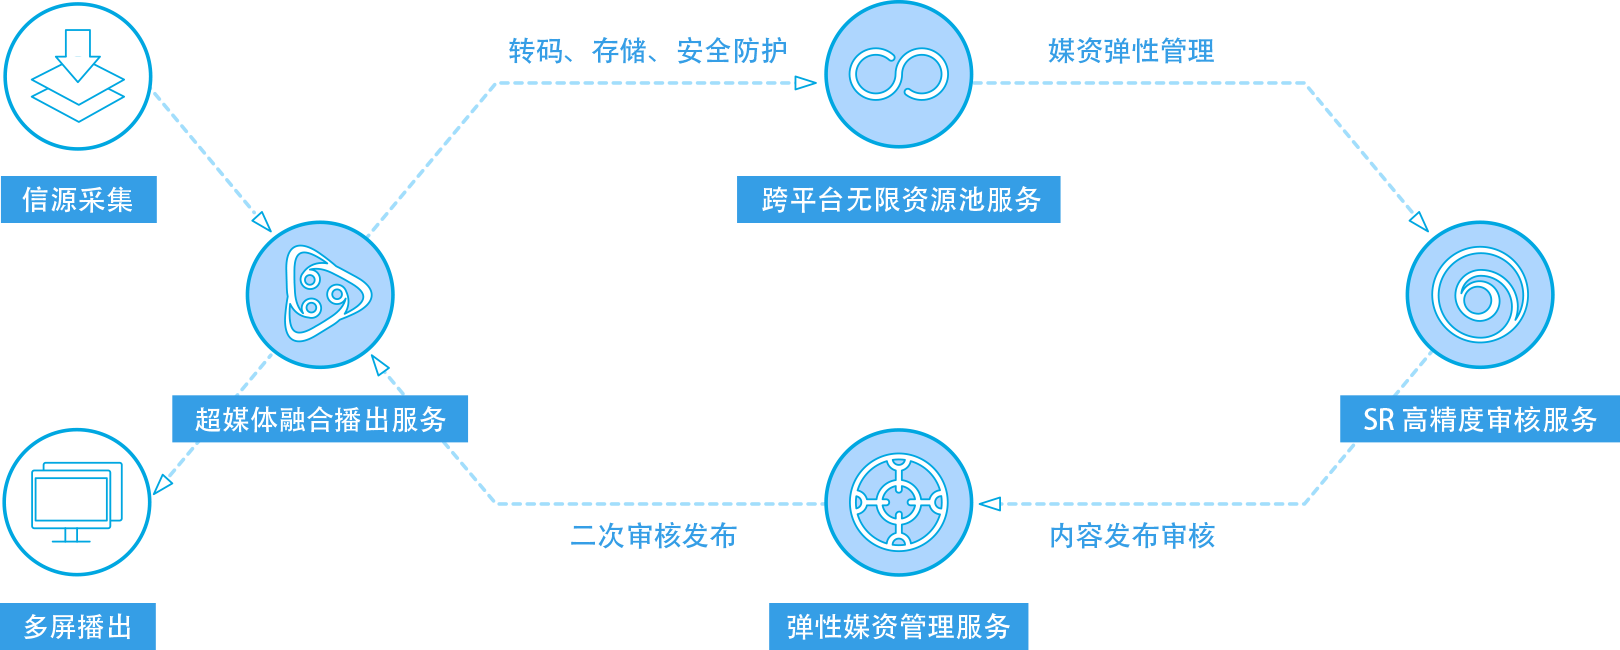 转码、存储、安全防护
媒资弹性管理
信源采集
跨平台无限资源池服务
超媒体融合播出服务
SR 高精度审核服务
二次审核发布
内容发布审核
多屏播出
弹性媒资管理服务